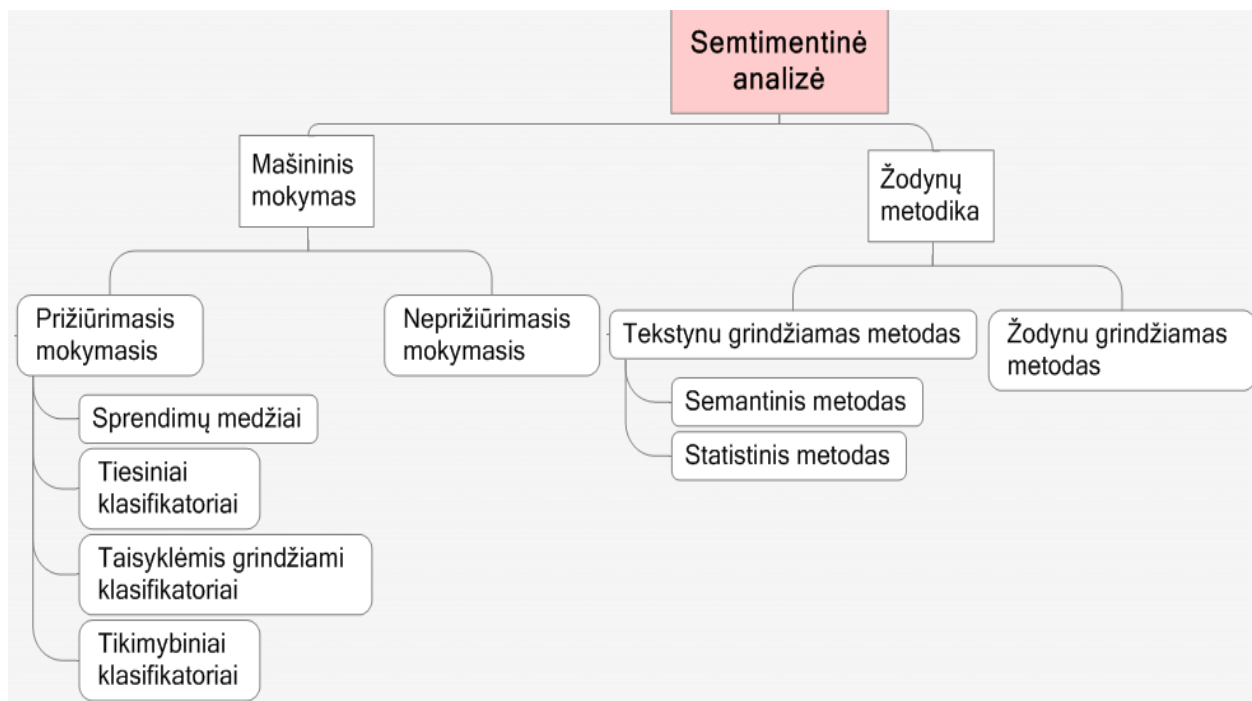 Semtimentinė
analizė
Mašininis
mokymas
Žodynų
metodika
Prižiūrimasis
mokymasis
Neprižiūrimasis
mokymasis
Tekstynu grindžiamas metodas
Žodynu grindžiamas
metodas
Sprendimų medžiai
Semantinis metodas
Statistinis metodas
Tiesiniai
klasifikatoriai
Taisyklėmis grindžiami
klasifikatoriai
Tikimybiniai
klasifikatoriai